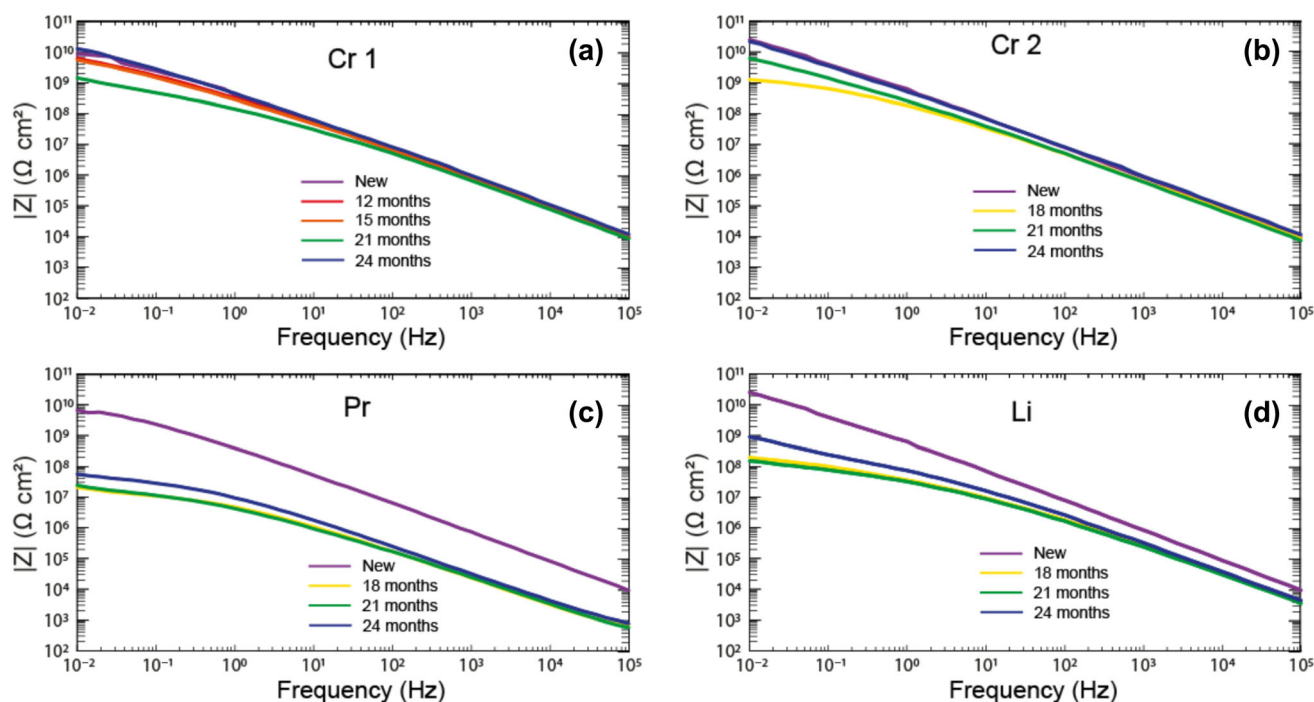 Cr 1
(a)
|Z| (Ω cm²)
10¹¹
10¹⁰
10⁹
10⁸
10⁷
10⁶
10⁵
10⁴
10³
10²
New
12 months
15 months
21 months
24 months
10⁻²
10⁻¹
10⁰
10¹
10²
10³
10⁴
10⁵
Frequency (Hz)
Cr 2
(b)
|Z| (Ω cm²)
10¹¹
10¹⁰
10⁹
10⁸
10⁷
10⁶
10⁵
10⁴
10³
10²
New
18 months
21 months
24 months
10⁻²
10⁻¹
10⁰
10¹
10²
10³
10⁴
10⁵
Frequency (Hz)
Pr
(c)
|Z| (Ω cm²)
10¹¹
10¹⁰
10⁹
10⁸
10⁷
10⁶
10⁵
10⁴
10³
10²
New
18 months
21 months
24 months
10⁻²
10⁻¹
10⁰
10¹
10²
10³
10⁴
10⁵
Frequency (Hz)
Li
(d)
|Z| (Ω cm²)
10¹¹
10¹⁰
10⁹
10⁸
10⁷
10⁶
10⁵
10⁴
10³
10²
New
18 months
21 months
24 months
10⁻²
10⁻¹
10⁰
10¹
10²
10³
10⁴
10⁵
Frequency (Hz)